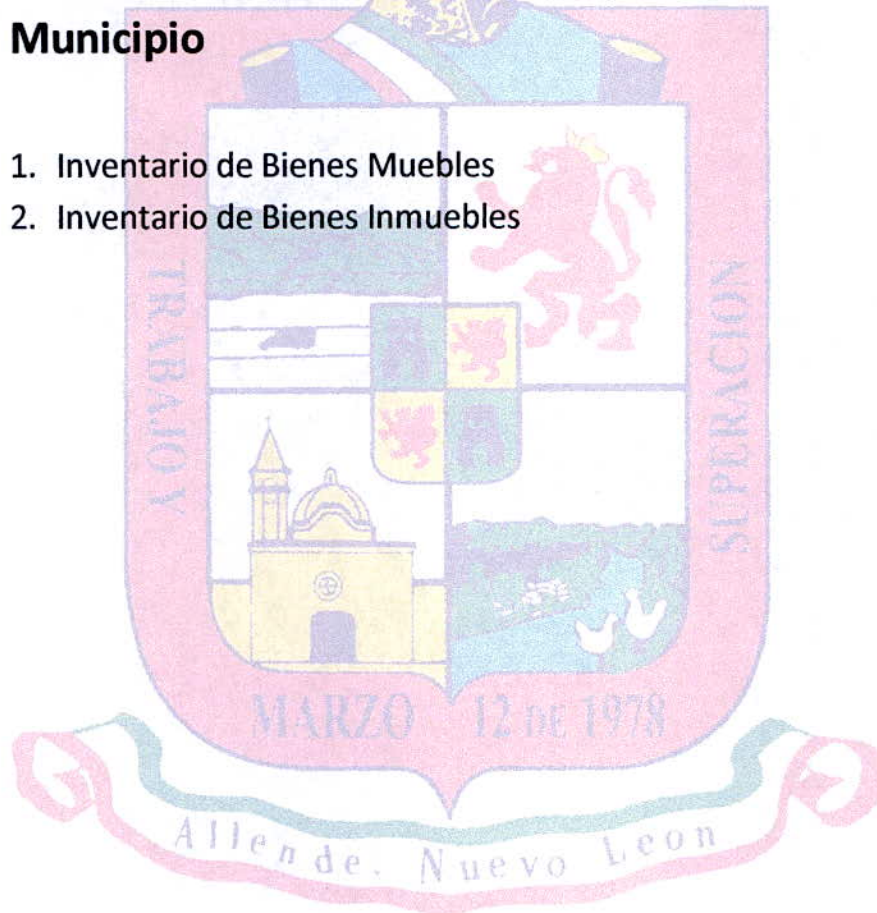 Municipio
1. Inventario de Bienes Muebles
2. Inventario de Bienes Inmuebles
TRABAJO Y
SUPERACION
MARZO 12 DE 1978
Allende, Nuevo Leon